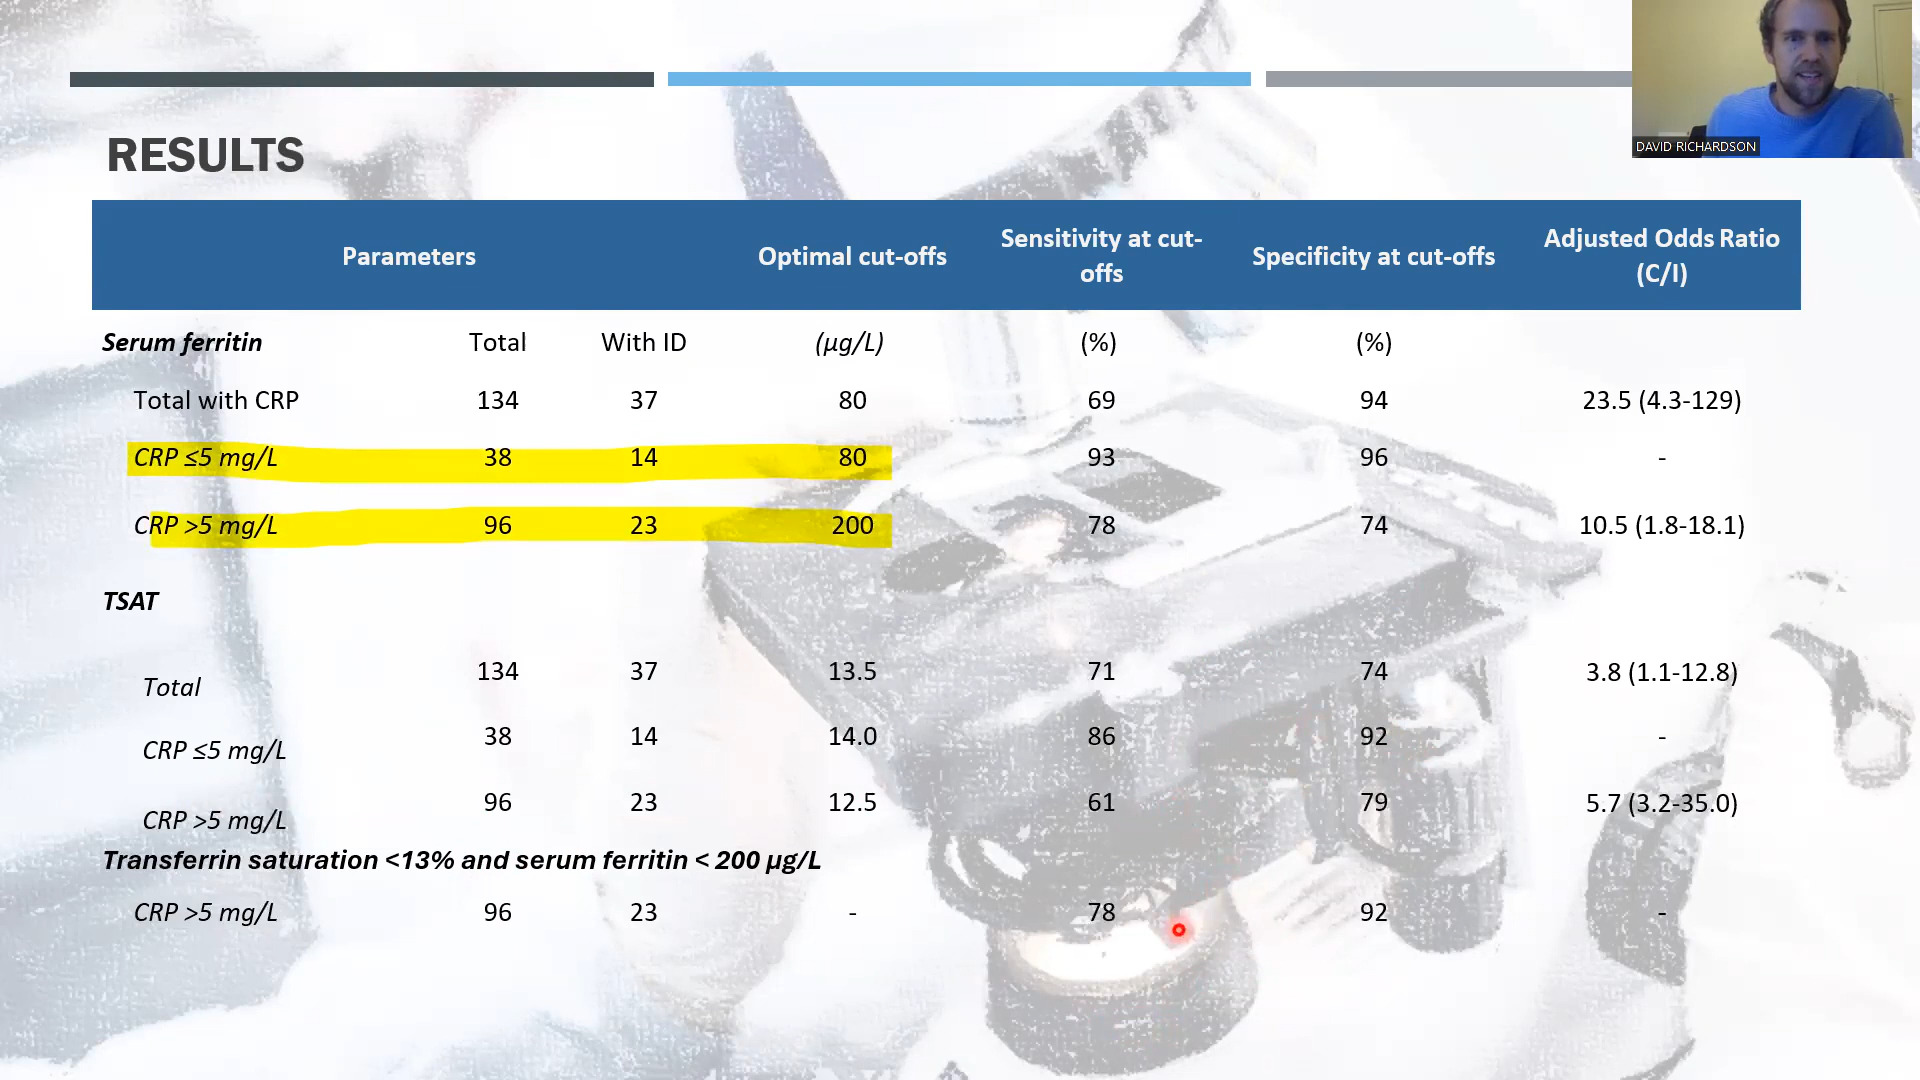 DAVID RICHARDSON
RESULTS
Parameters Optimal cut-offs Sensitivity at cut-offs Specificity at cut-offs Adjusted Odds Ratio (C/I)
Serum ferritin Total With ID (µg/L) (%) (%)
Total with CRP 134 37 80 69 94 23.5 (4.3-129)
CRP ≤5 mg/L 38 14 80 93 96 -
CRP >5 mg/L 96 23 200 78 74 10.5 (1.8-18.1)
TSAT
Total 134 37 13.5 71 74 3.8 (1.1-12.8)
CRP ≤5 mg/L 38 14 14.0 86 92 -
CRP >5 mg/L 96 23 12.5 61 79 5.7 (3.2-35.0)
Transferrin saturation <13% and serum ferritin < 200 µg/L
CRP >5 mg/L 96 23 - 78 92 -